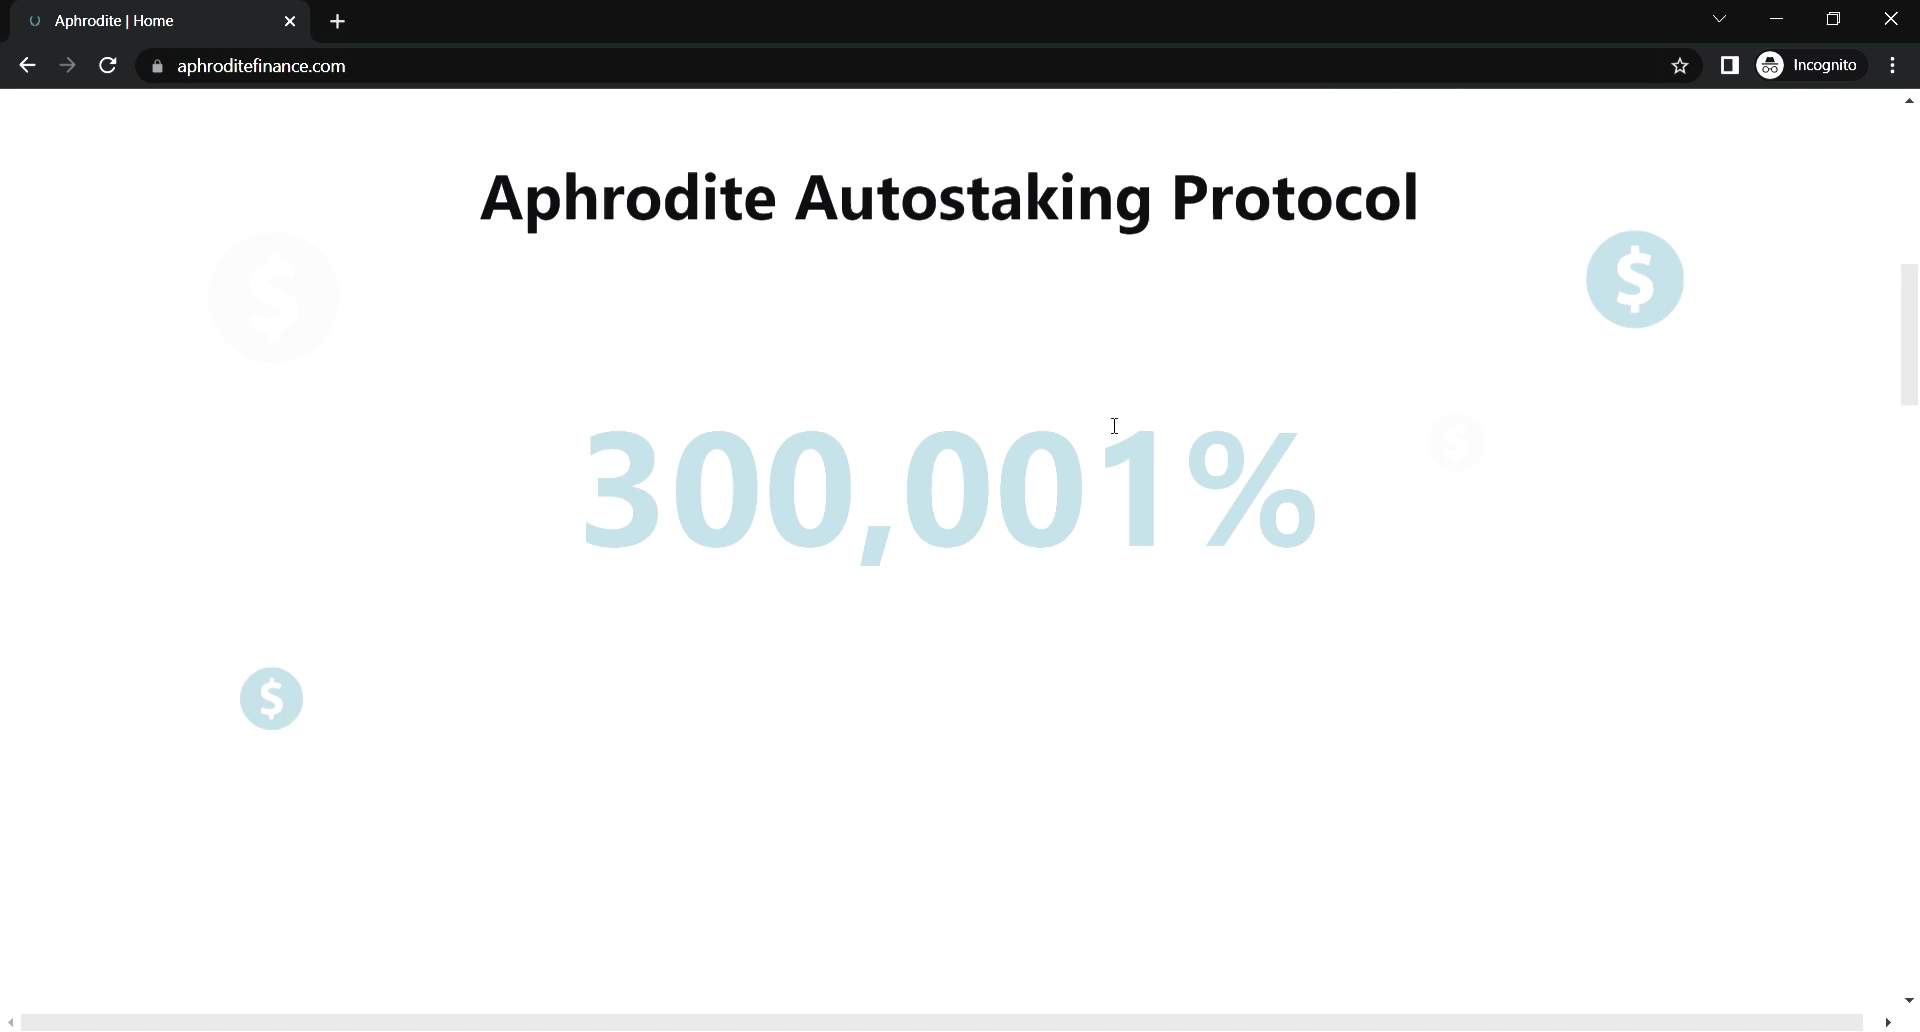 Aphrodite | Home
aphroditefinance.com
Incognito
Aphrodite Autostaking Protocol
$
$
$
300,001%
$